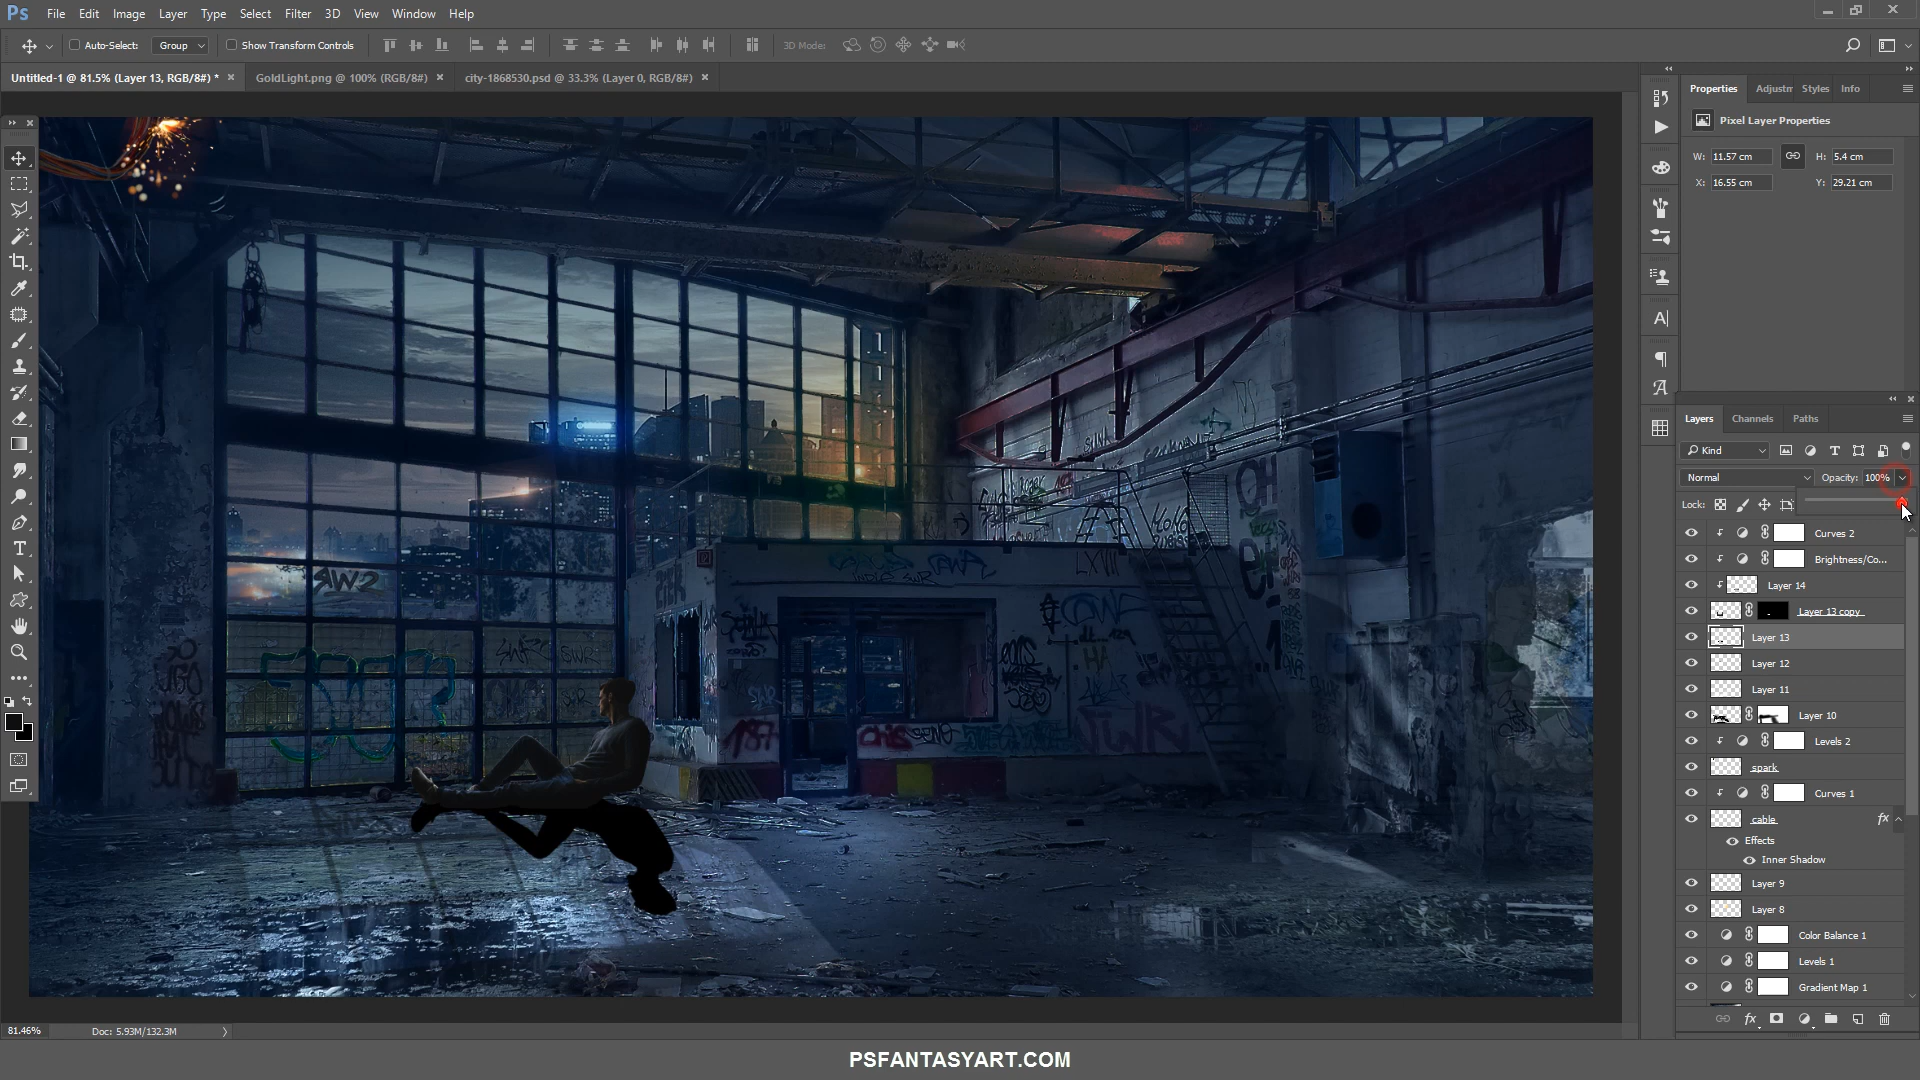 Ps File Edit Image Layer Type Select Filter 3D View Window Help
Auto-Select: Group Show Transform Controls 3D Mode:
Untitled-1 @ 81.5% (Layer 13, RGB/8#) * GoldLight.png @ 100% (RGB/8#) city-1868530.psd @ 33.3% (Layer 0, RGB/8#)
Properties Adjustm Styles Info
Pixel Layer Properties
W: 11.57 cm H: 5.4 cm
X: 16.55 cm Y: 29.21 cm
Layers Channels Paths
Kind
Normal Opacity: 100%
Lock:
Curves 2
Brightness/Co...
Layer 14
Layer 13 copy
Layer 13
Layer 12
Layer 11
Layer 10
Levels 2
spark
Curves 1
cable fx
Effects
Inner Shadow
Layer 9
Layer 8
Color Balance 1
Levels 1
Gradient Map 1
fx
81.46% Doc: 5.93M/132.3M
PSFANTASYART.COM